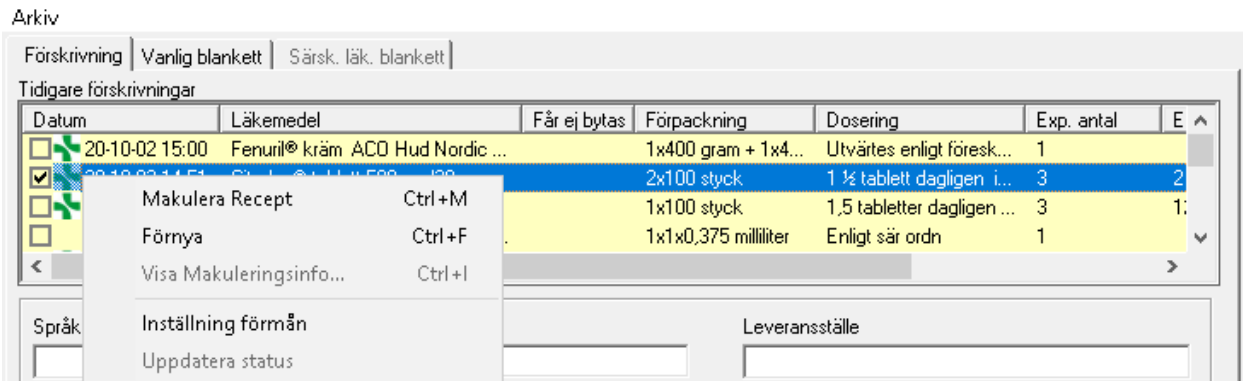 Arkiv
Förskrivning Vanlig blankett Särsk. läk. blankett
Tidigare förskrivningar
Datum Läkemedel Får ej bytas Förpackning Dosering Exp. antal E
20-10-02 15:00 Fenuril® kräm ACO Hud Nordic ... 1x400 gram + 1x4... Utvärtes enligtföresk... 1
2x100 styck 1 ½ tablett dagligen i... 3 2
1x100 styck 1,5 tabletter dagligen ... 3
1x1x0,375 milliliter Enligt sär ordn 1
Makulera Recept Ctrl+M
Förnya Ctrl+F
Visa Makuleringsinfo... Ctrl+I
Inställning förmån
Uppdatera status
Språk Leveransställe